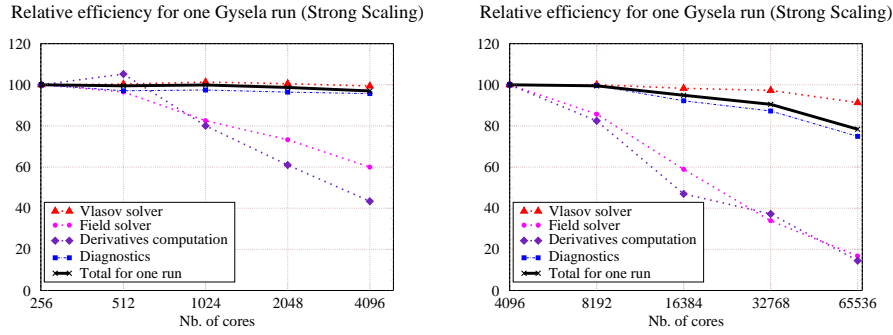 Relative efficiency for one Gysela run (Strong Scaling)
120
100
80
60
40
20
0
Vlasov solver
Field solver
Derivatives computation
Diagnostics
Total for one run
256 512 1024 2048 4096
Nb. of cores
Relative efficiency for one Gysela run (Strong Scaling)
120
100
80
60
40
20
0
Vlasov solver
Field solver
Derivatives computation
Diagnostics
Total for one run
4096 8192 16384 32768 65536
Nb. of cores